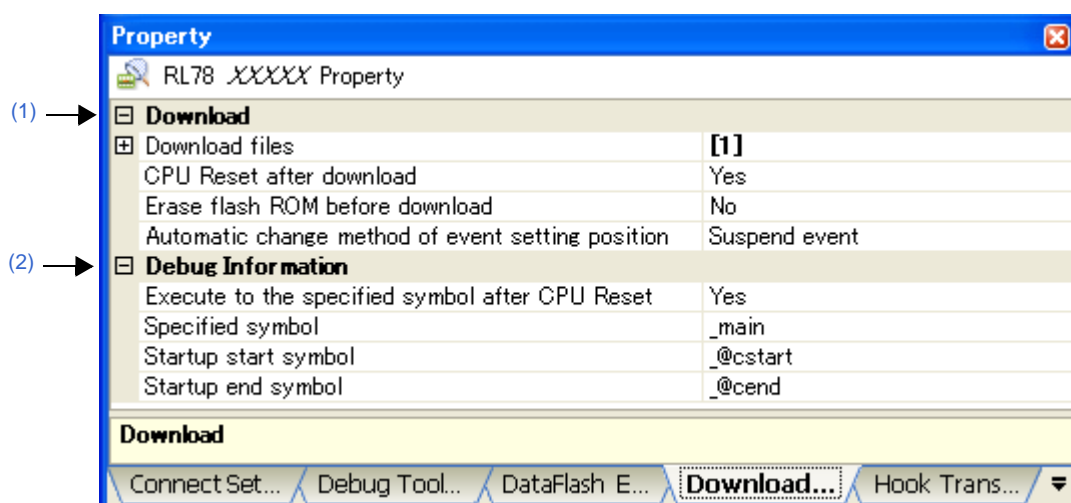 Property
RL78 XXXXX Property
(1) Download
Download files [1]
CPU Reset after download Yes
Erase flash ROM before download No
Automatic change method of event setting position Suspend event
(2) Debug Information
Execute to the specified symbol after CPU Reset Yes
Specified symbol _main
Startup start symbol _@cstart
Startup end symbol _@cend
Download
Connect Set... Debug Tool... DataFlash E... Download... Hook Trans...